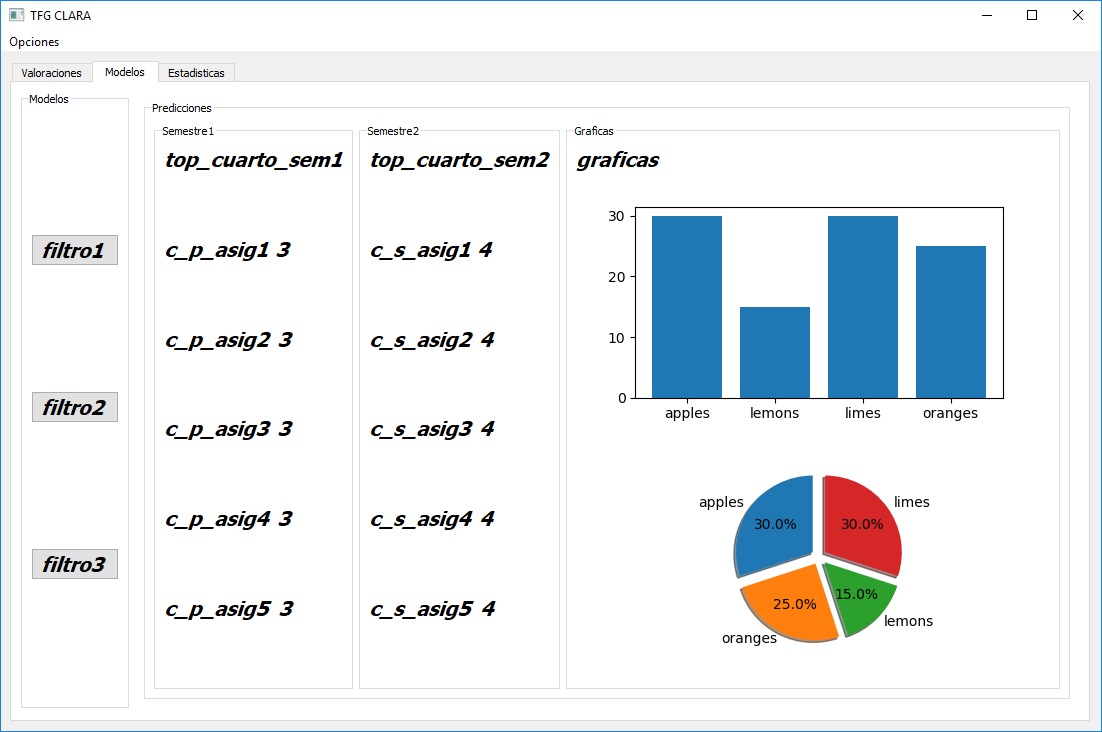 TFG CLARA
Opciones
Valoraciones Modelos Estadisticas
Modelos
filtro1
filtro2
filtro3
Predicciones
Semestre1
top_cuarto_sem1
c_p_asig1 3
c_p_asig2 3
c_p_asig3 3
c_p_asig4 3
c_p_asig5 3
Semestre2
top_cuarto_sem2
c_s_asig1 4
c_s_asig2 4
c_s_asig3 4
c_s_asig4 4
c_s_asig5 4
Graficas
graficas
30
20
10
0
apples lemons limes oranges
apples limes
30.0% 30.0%
25.0% 15.0%
oranges lemons